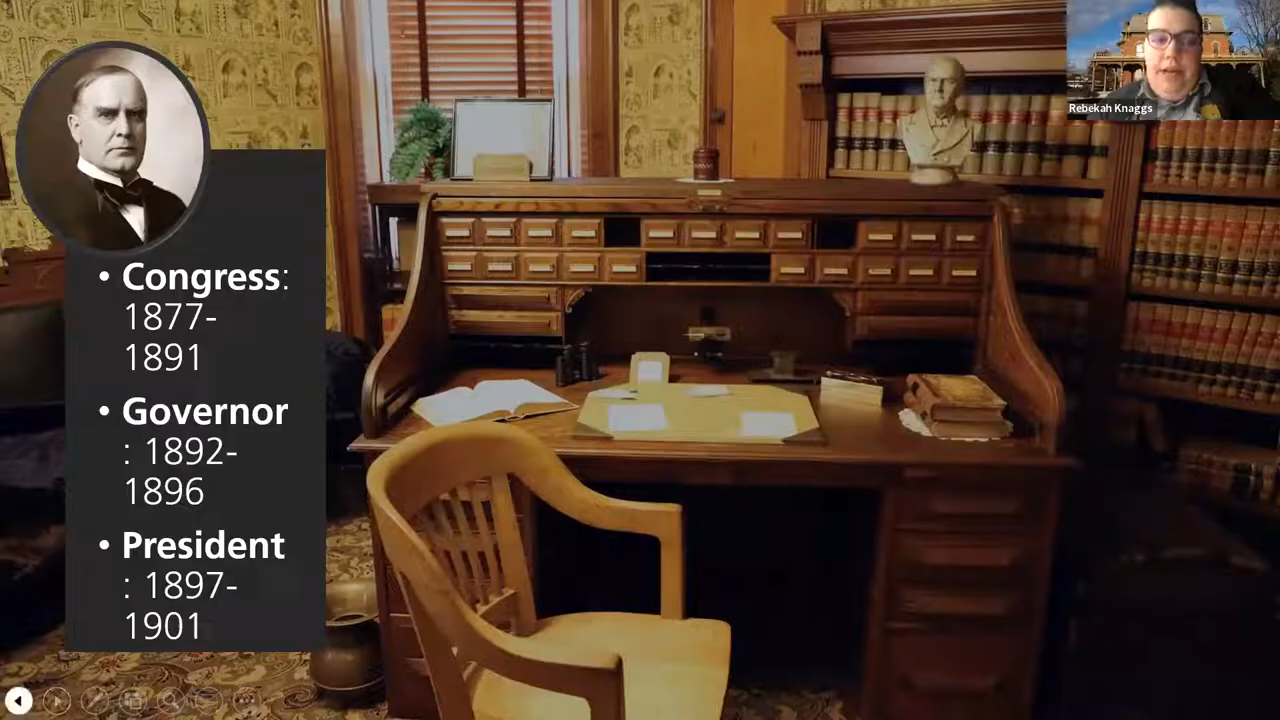 Rebekah Knaggs
• Congress:
1877-
1891
• Governor
: 1892-
1896
• President
: 1897-
1901